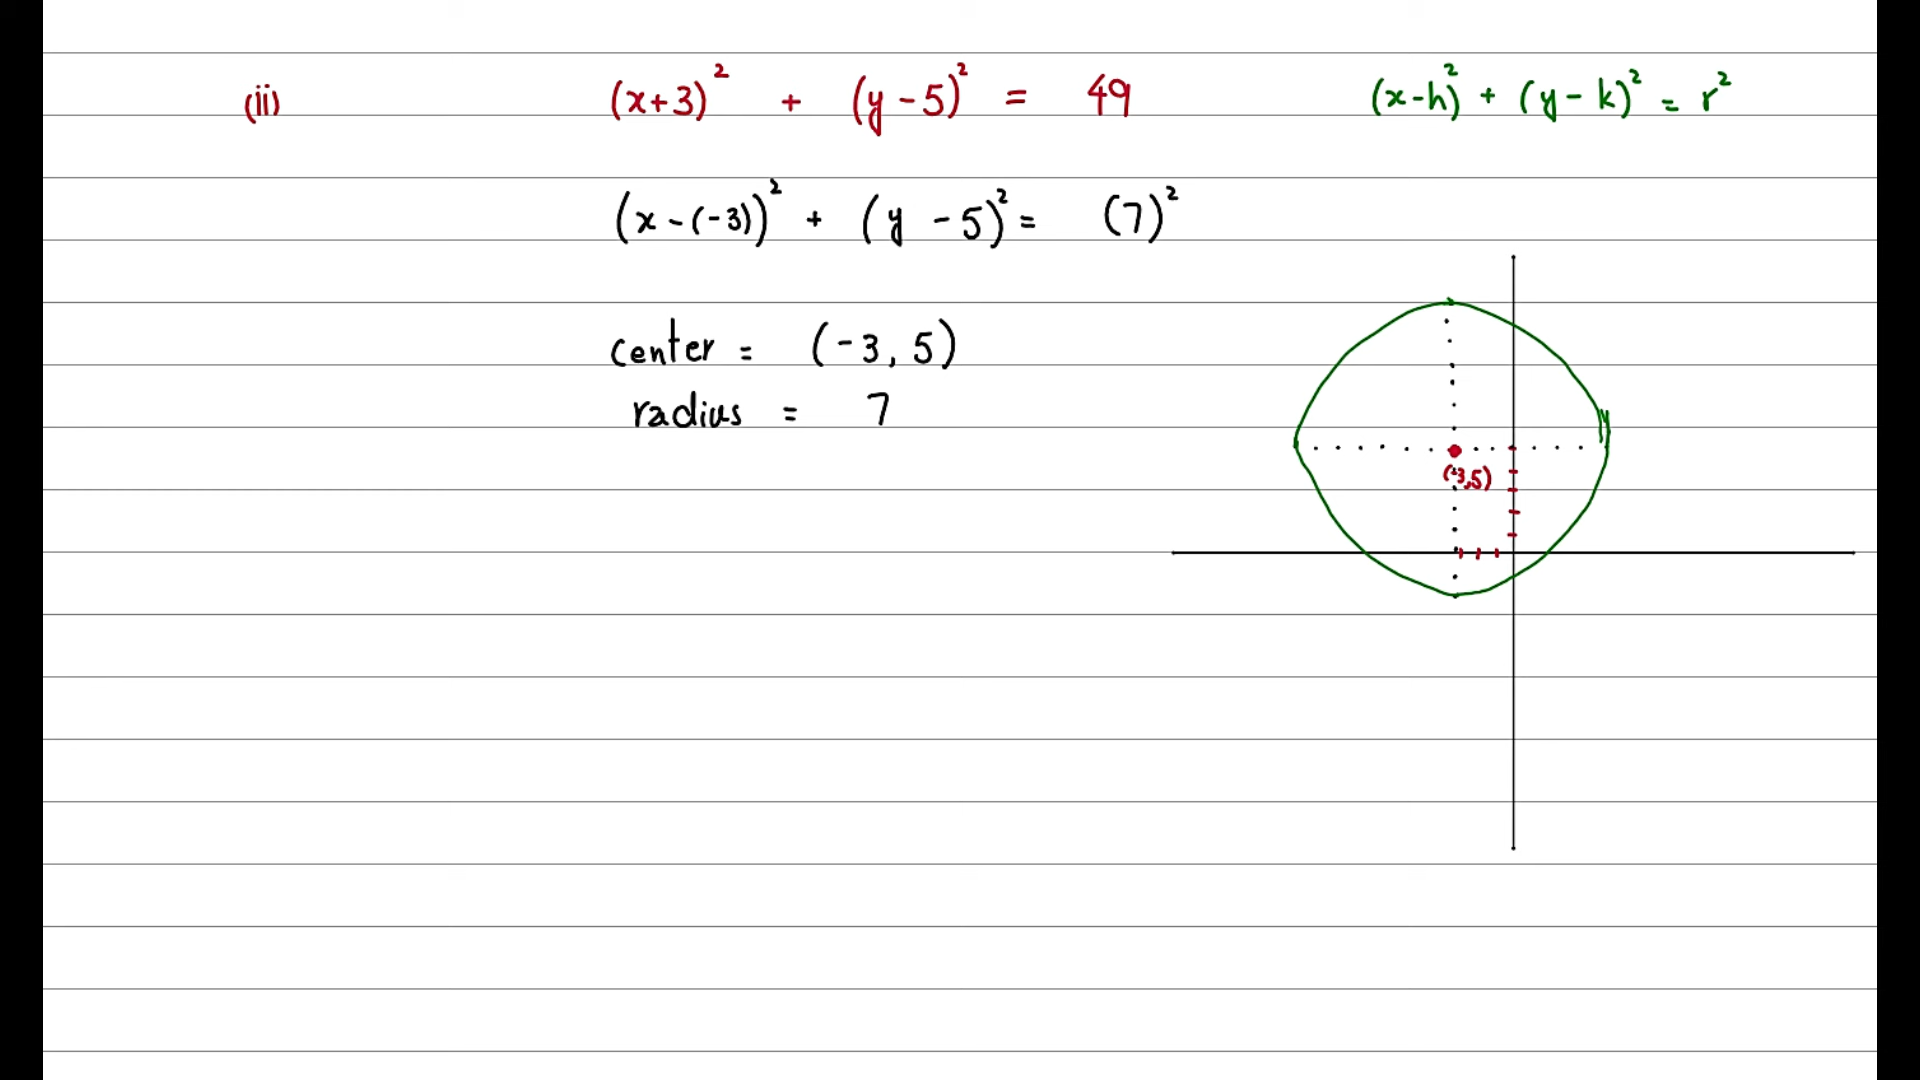 (ii) (x+3)² + (y-5)² = 49 (x-h)² + (y-k)² = r²
(x-(-3))² + (y-5)² = (7)²
center = (-3, 5)
radius = 7
(-3,5)